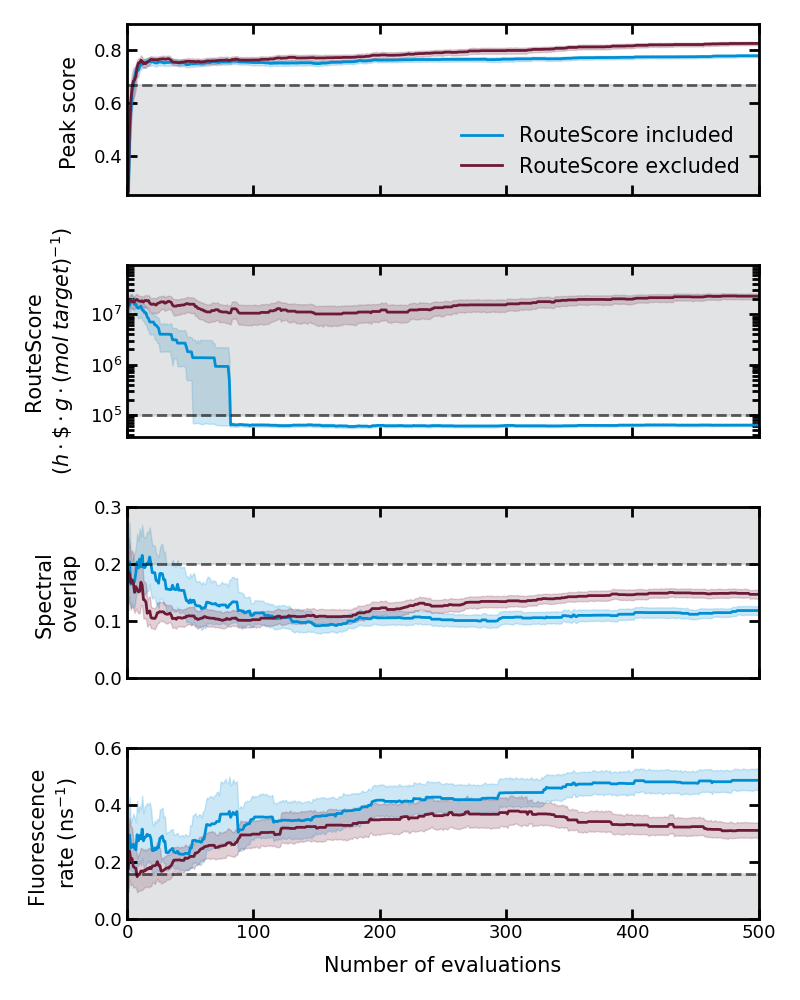 Peak score
0.8
0.6
0.4
RouteScore included
RouteScore excluded
RouteScore
(h · $ · g · (mol target)⁻¹)
10⁷
10⁶
10⁵
Spectral
overlap
0.3
0.2
0.1
0.0
Fluorescence
rate (ns⁻¹)
0.6
0.4
0.2
0.0
0 100 200 300 400 500
Number of evaluations